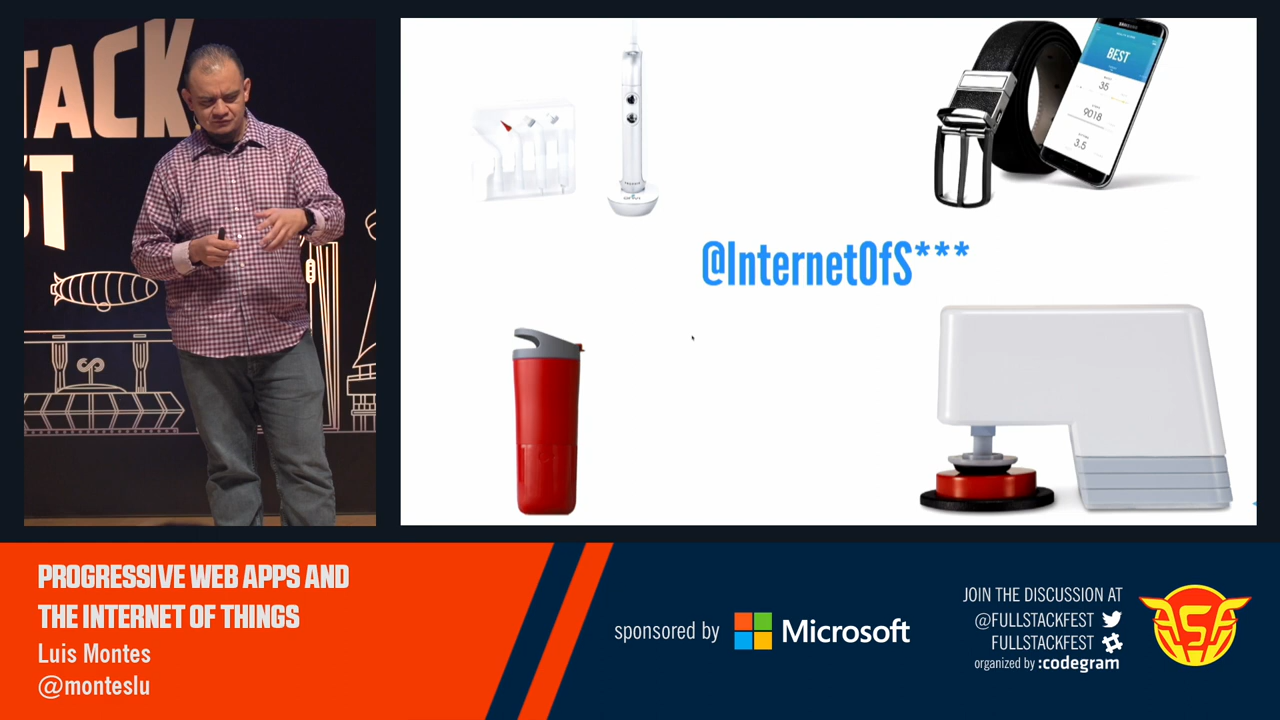 TACK
ST
BEST
35
9018
3.5
@InternetOfS***
PROGRESSIVE WEB APPS AND
THE INTERNET OF THINGS
Luis Montes
@monteslu
sponsored by Microsoft
JOIN THE DISCUSSION AT
@FULLSTACKFEST
FULLSTACKFEST
organized by :codegram